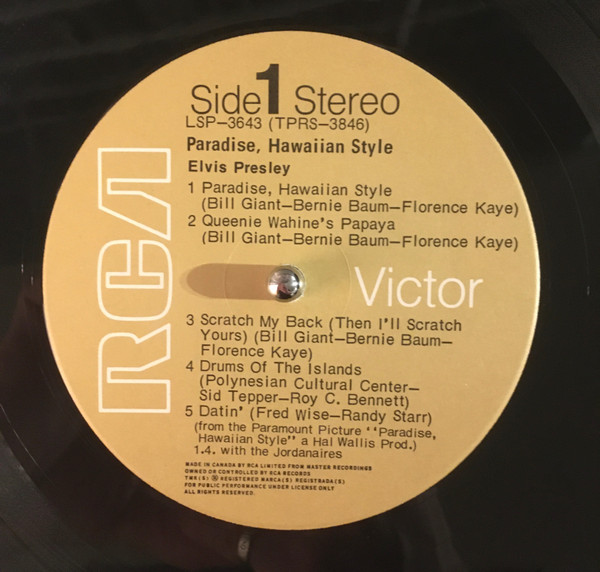 Side 1 Stereo
LSP-3643 (TPRS-3846)
Paradise, Hawaiian Style
Elvis Presley
1 Paradise, Hawaiian Style
(Bill Giant-Bernie Baum-Florence Kaye)
2 Queenie Wahine's Papaya
(Bill Giant-Bernie Baum-Florence Kaye)
RCA Victor
3 Scratch My Back (Then I'll Scratch
Yours) (Bill Giant-Bernie Baum-
Florence Kaye)
4 Drums Of The Islands
(Polynesian Cultural Center-
Sid Tepper-Roy C. Bennett)
5 Datin' (Fred Wise-Randy Starr)
(from the Paramount Picture "Paradise,
Hawaiian Style" a Hal Wallis Prod.)
1.4. with the Jordanaires
MADE IN CANADA BY RCA LIMITED FROM MASTER RECORDINGS
OWNED OR CONTROLLED BY RCA RECORDS
TMK(S) ® REGISTERED MARCA(S) REGISTRADA(S)
FOR PUBLIC PERFORMANCE UNDER LICENSE ONLY
ALL RIGHTS RESERVED.